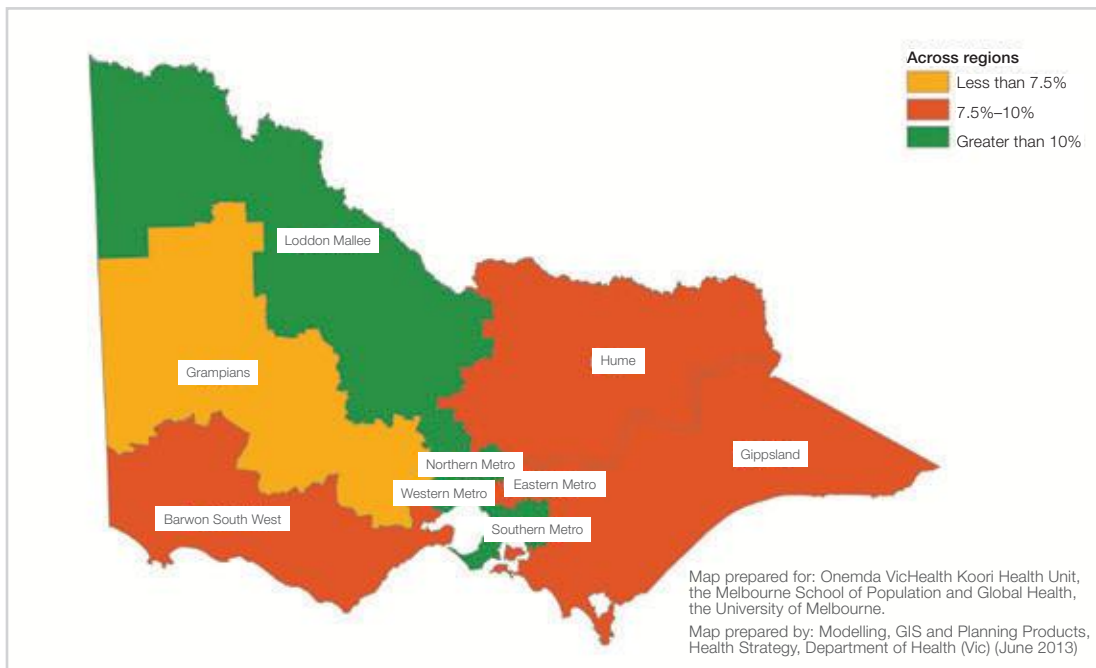 Across regions
Less than 7.5%
7.5%–10%
Greater than 10%
Loddon Mallee
Hume
Grampians
Gippsland
Northern Metro
Eastern Metro
Western Metro
Barwon South West
Southern Metro
Map prepared for: Onemda VicHealth Koori Health Unit,
the Melbourne School of Population and Global Health,
the University of Melbourne.
Map prepared by: Modelling, GIS and Planning Products,
Health Strategy, Department of Health (Vic) (June 2013)